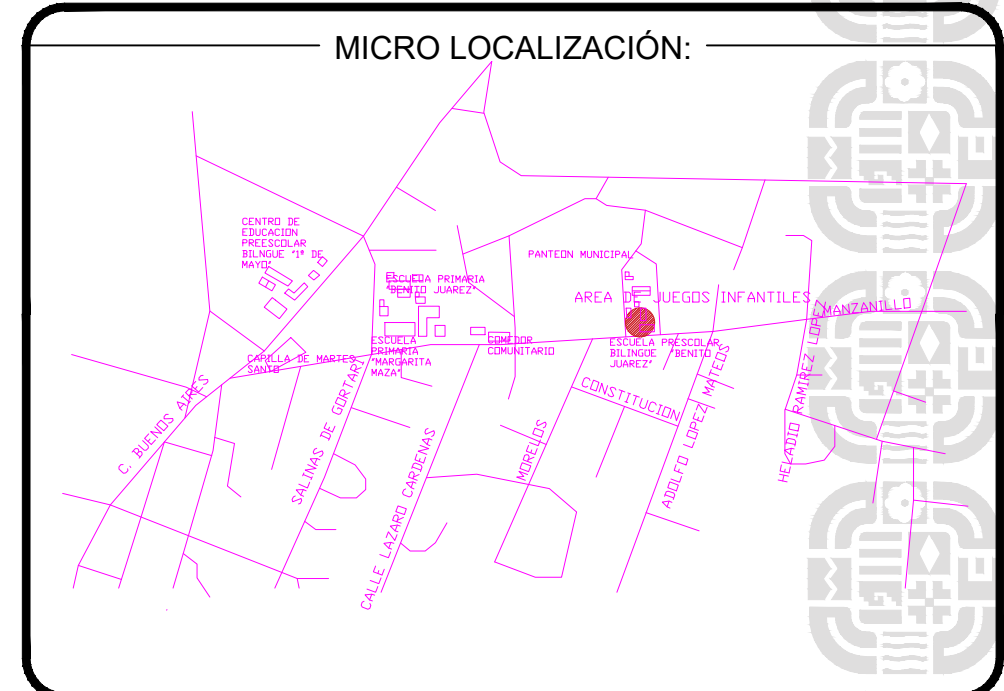 MICRO LOCALIZACIÓN:
CENTRO DE
EDUCACION
PREESCOLAR
BILNGUE "1º DE
MAYO"
ESCUELA PRIMARIA
"BENITO JUAREZ"
PANTEON MUNICIPAL
AREA DE JUEGOS INFANTILES
MANZANILLO
ESCUELA
PRIMARIA
"MARGARITA
MAZA"
COMEDOR
COMUNITARIO
ESCUELA PRESCOLAR
BILINGUE "BENITO
JUAREZ"
CAPILLA DE MARTES
SANTO
C. BUENOS AIRES
SALINAS DE GORTARI
CALLE LAZARO CARDENAS
MORELOS
CONSTITUCION
ADOLFO LOPEZ MATEOS
HELADIO RAMIREZ LOPEZ